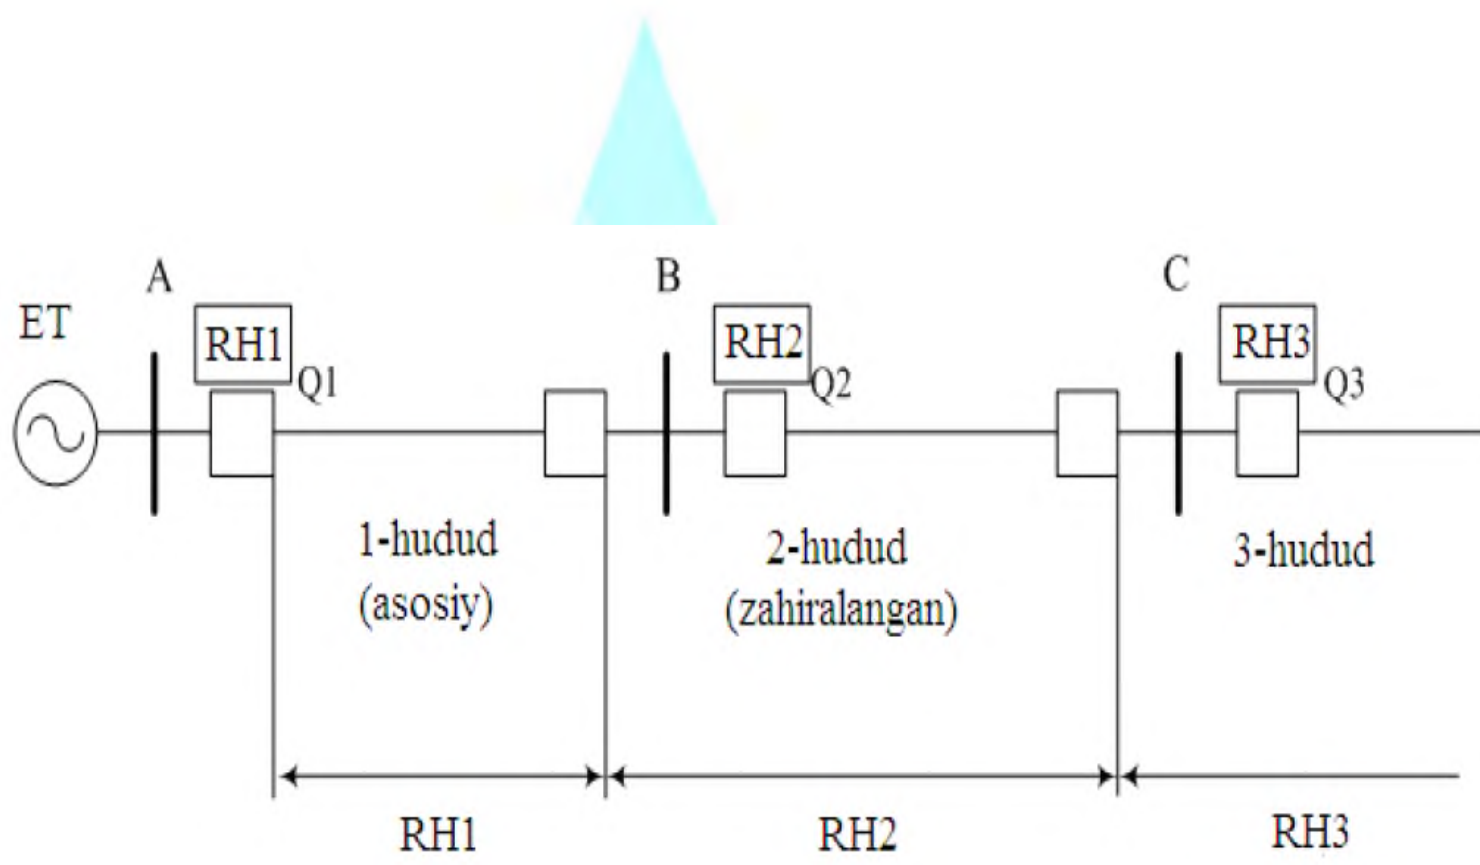 ET
A
RH1
Q1
B
RH2
Q2
C
RH3
Q3
1-hudud
(asosiy)
2-hudud
(zahiralangan)
3-hudud
RH1
RH2
RH3